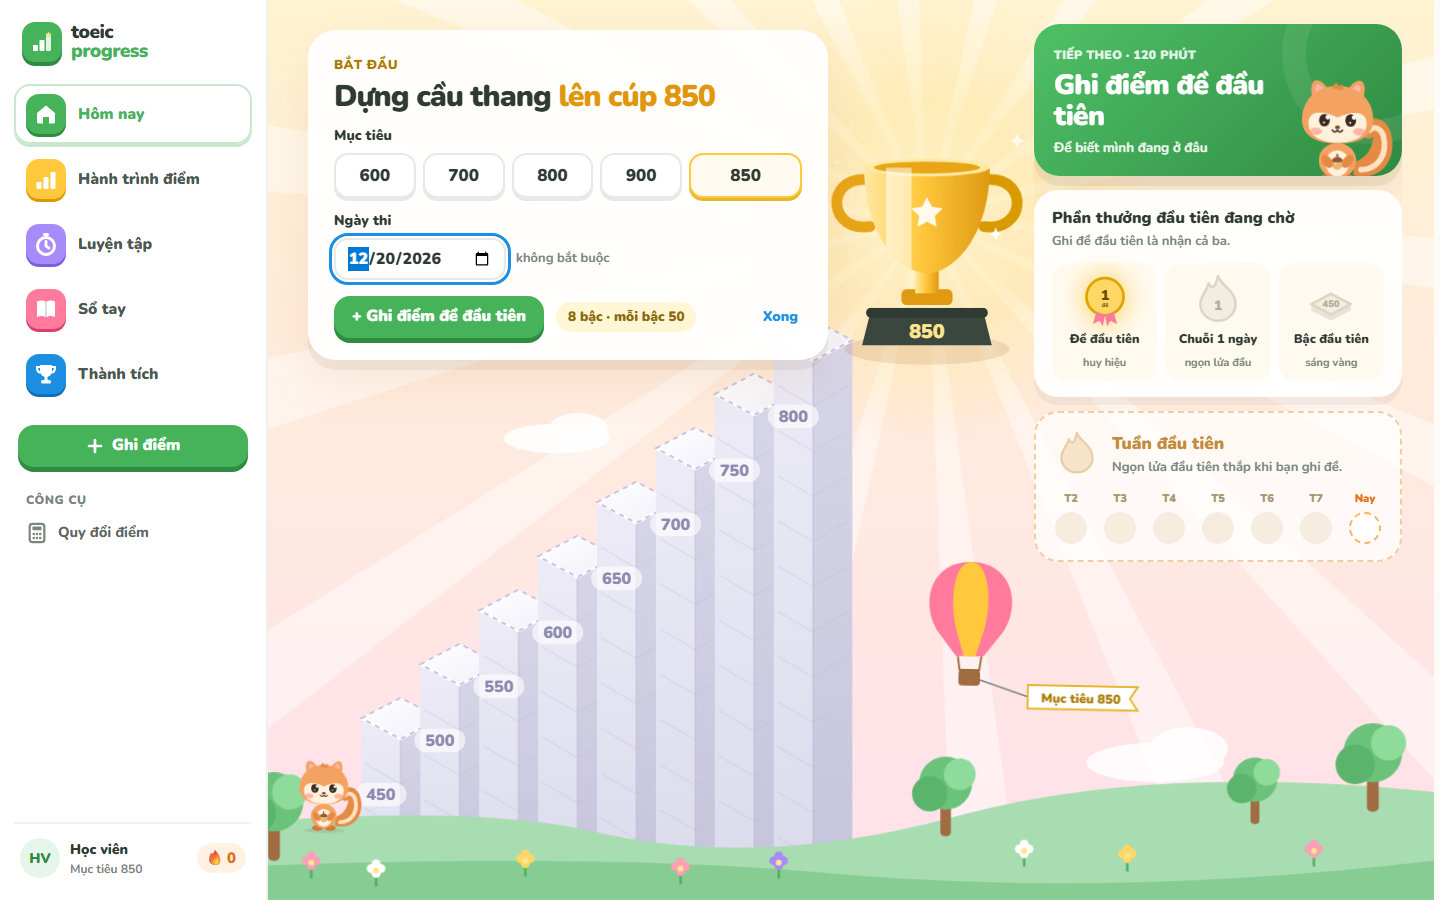 toeic
progress
Hôm nay
Hành trình điểm
Luyện tập
Sổ tay
Thành tích
+ Ghi điểm
CÔNG CỤ
Quy đổi điểm
HV
Học viên
Mục tiêu 850
0
BẮT ĐẦU
Dựng cầu thang lên cúp 850
Mục tiêu
600 700 800 900 850
Ngày thi
12/20/2026
không bắt buộc
+ Ghi điểm đề đầu tiên
8 bậc · mỗi bậc 50
Xong
850
800
750
700
650
600
550
500
450
Mục tiêu 850
TIẾP THEO · 120 PHÚT
Ghi điểm đề đầu
tiên
Để biết mình đang ở đâu
Phần thưởng đầu tiên đang chờ
Ghi đề đầu tiên là nhận cả ba.
1
đề
Đề đầu tiên
huy hiệu
1
Chuỗi 1 ngày
ngọn lửa đầu
450
Bậc đầu tiên
sáng vàng
Tuần đầu tiên
Ngọn lửa đầu tiên thắp khi bạn ghi đề.
T2 T3 T4 T5 T6 T7 Nay